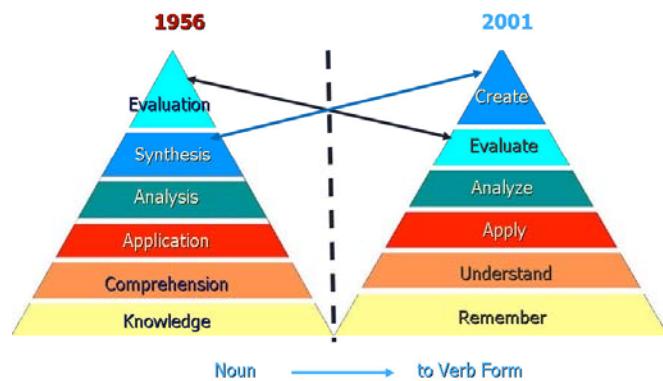 1956
2001
Evaluation
Synthesis
Analysis
Application
Comprehension
Knowledge
Create
Evaluate
Analyze
Apply
Understand
Remember
Noun to Verb Form